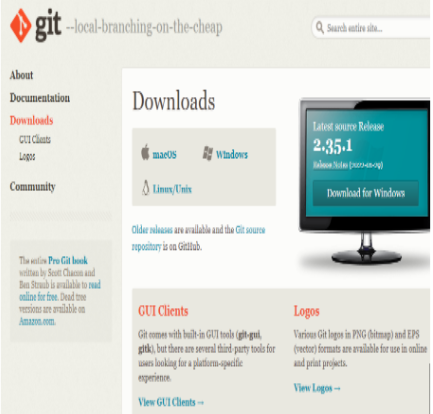 git --local-branching-on-the-cheap
Search entire site...
About
Documentation
Downloads
GUI Clients
Logos
Community
The entire Pro Git book
written by Scott Chacon and
Ben Straub is available to read
online for free. Dead tree
versions are available on
Amazon.com.
Downloads
macOS
Windows
Linux/Unix
Older releases are available and the Git source
repository is on GitHub.
Latest source Release
2.35.1
Release Notes (2022-01-29)
Download for Windows
GUI Clients
Git comes with built-in GUI tools (git-gui,
gitk), but there are several third-party tools for
users looking for a platform-specific
experience.
View GUI Clients →
Logos
Various Git logos in PNG (bitmap) and EPS
(vector) formats are available for use in online
and print projects.
View Logos →